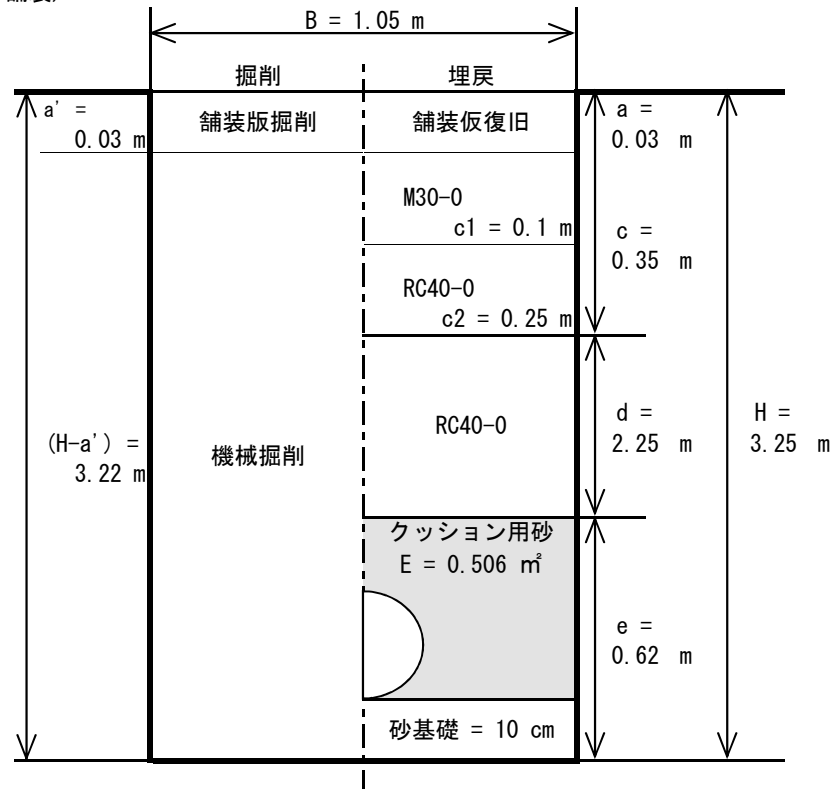 B = 1.05 m
掘削
埋戻
a' =
0.03 m
舗装版掘削
舗装仮復旧
a =
0.03 m
M30-0
c1 = 0.1 m
c =
0.35 m
RC40-0
c2 = 0.25 m
(H-a') =
3.22 m
機械掘削
RC40-0
d =
2.25 m
H =
3.25 m
クッション用砂
E = 0.506 ㎡
e =
0.62 m
砂基礎 = 10 cm